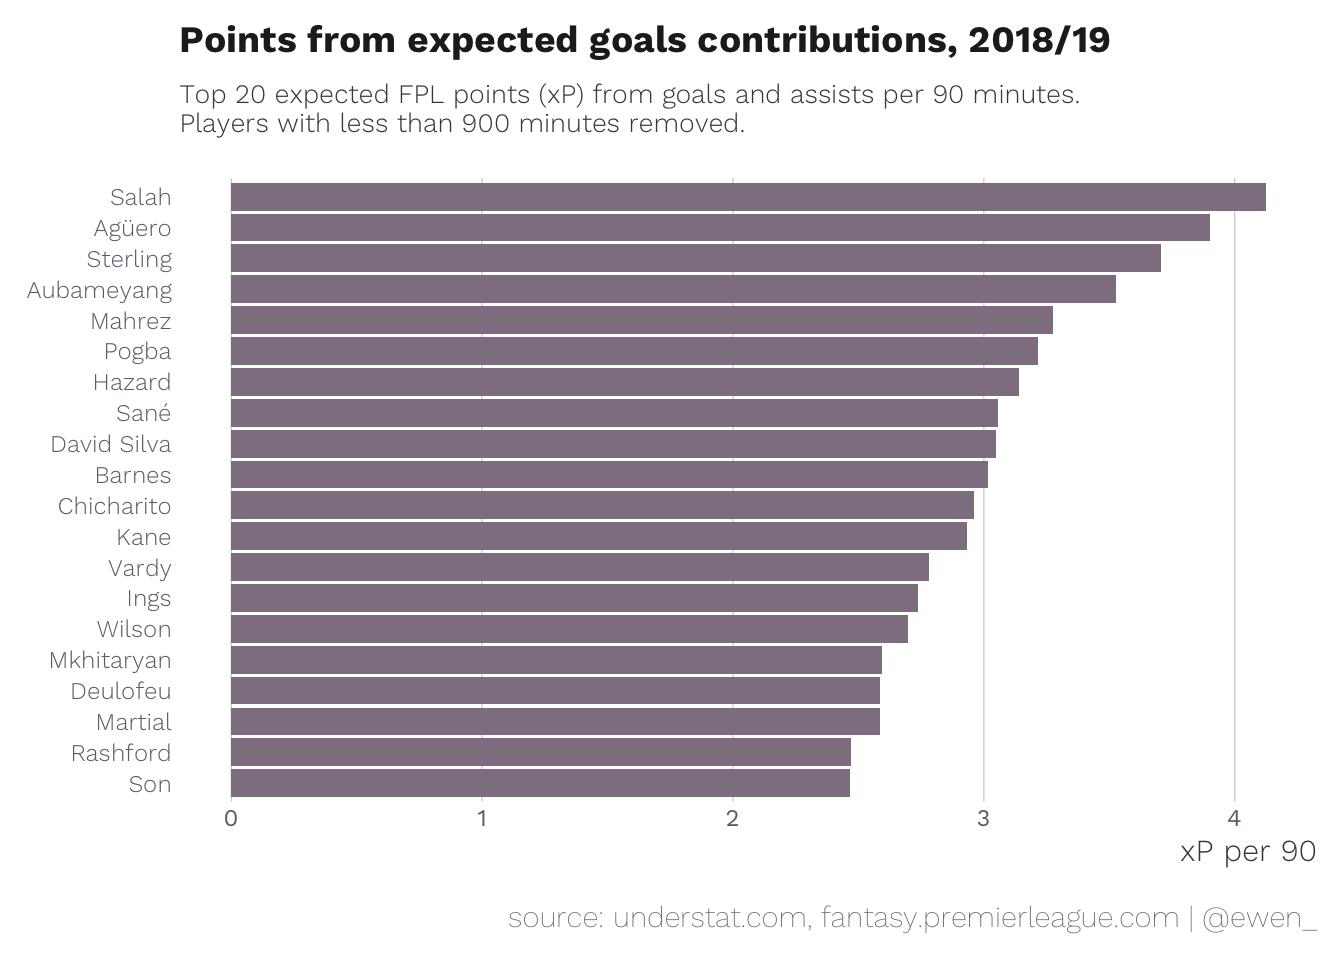 Points from expected goals contributions, 2018/19
Top 20 expected FPL points (xP) from goals and assists per 90 minutes.
Players with less than 900 minutes removed.
Salah
Agüero
Sterling
Aubameyang
Mahrez
Pogba
Hazard
Sané
David Silva
Barnes
Chicharito
Kane
Vardy
Ings
Wilson
Mkhitaryan
Deulofeu
Martial
Rashford
Son
0 1 2 3 4
xP per 90
source: understat.com, fantasy.premierleague.com | @ewen_